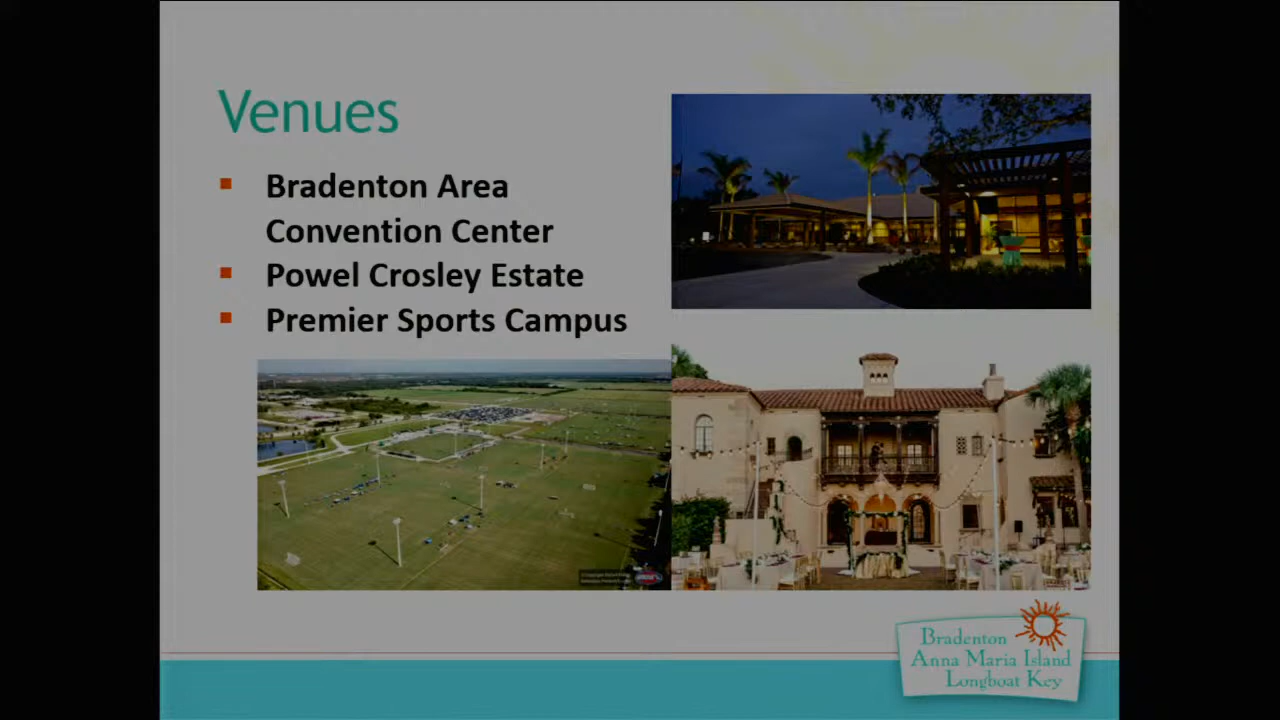 Venues
Bradenton Area
Convention Center
Powel Crosley Estate
Premier Sports Campus
Bradenton
Anna Maria Island
Longboat Key